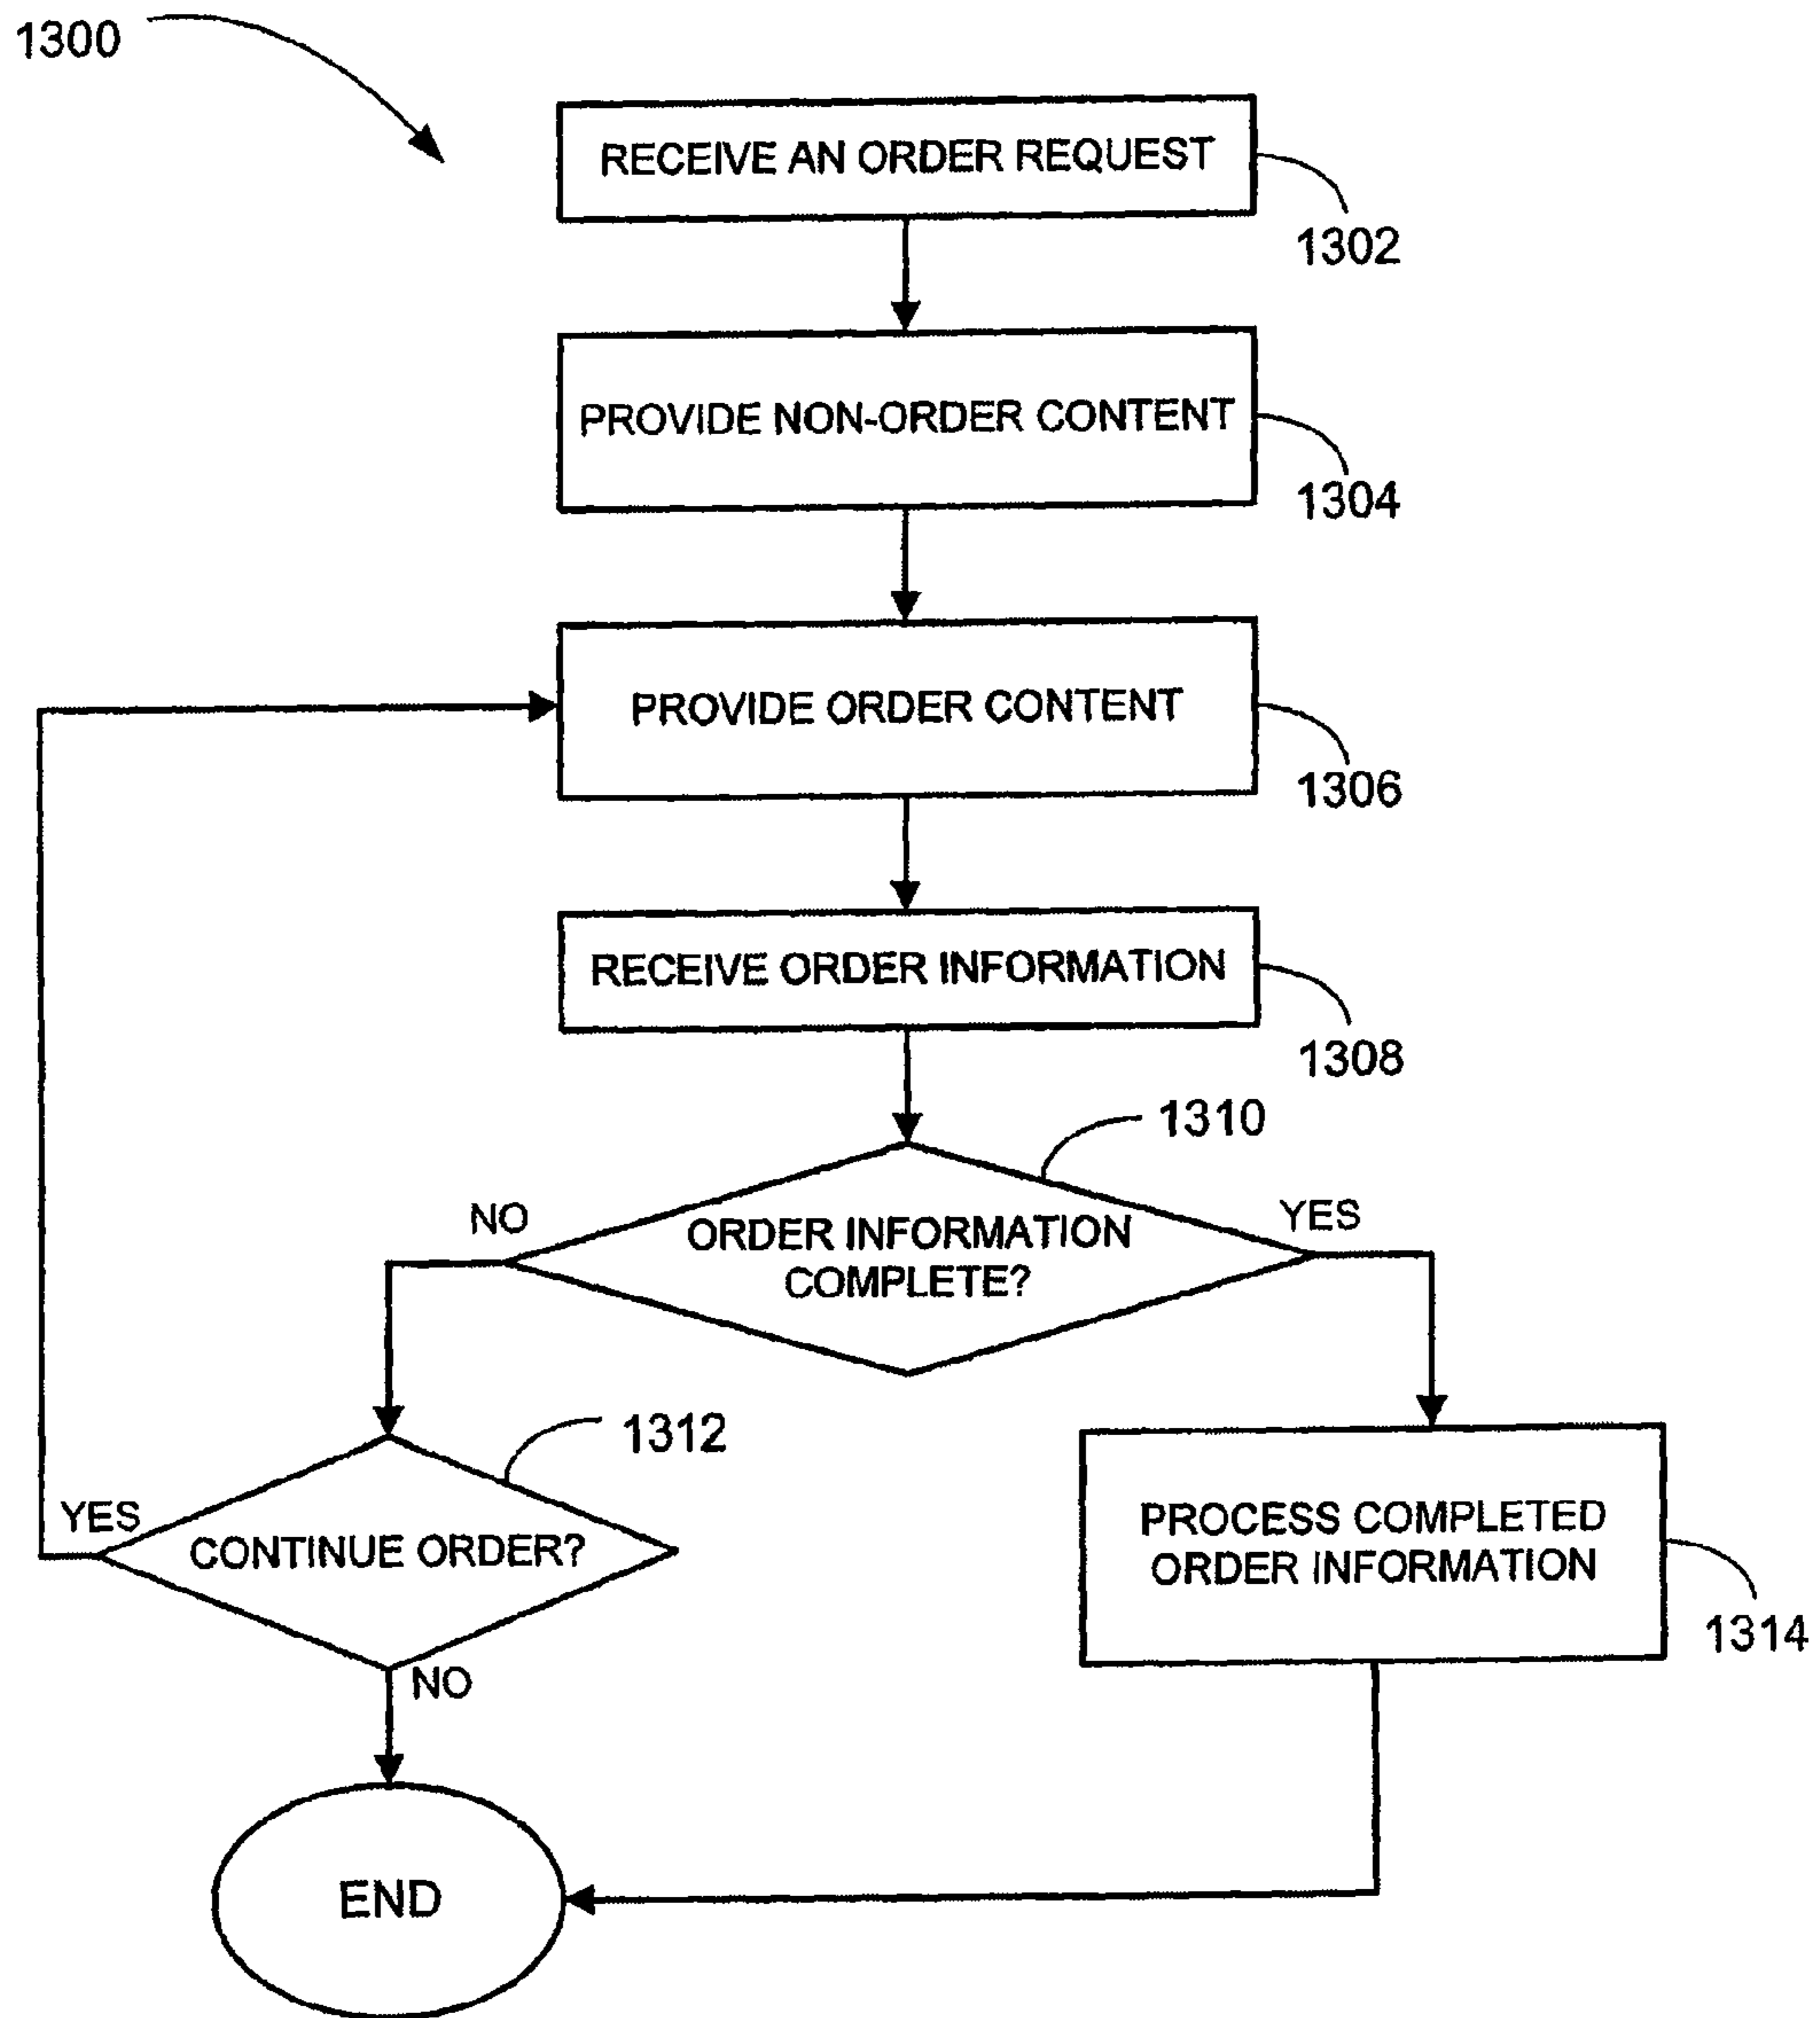 1300
RECEIVE AN ORDER REQUEST
1302
PROVIDE NON-ORDER CONTENT
1304
PROVIDE ORDER CONTENT
1306
RECEIVE ORDER INFORMATION
1308
1310
NO
YES
ORDER INFORMATION
COMPLETE?
1312
YES
CONTINUE ORDER?
NO
PROCESS COMPLETED
ORDER INFORMATION
1314
END